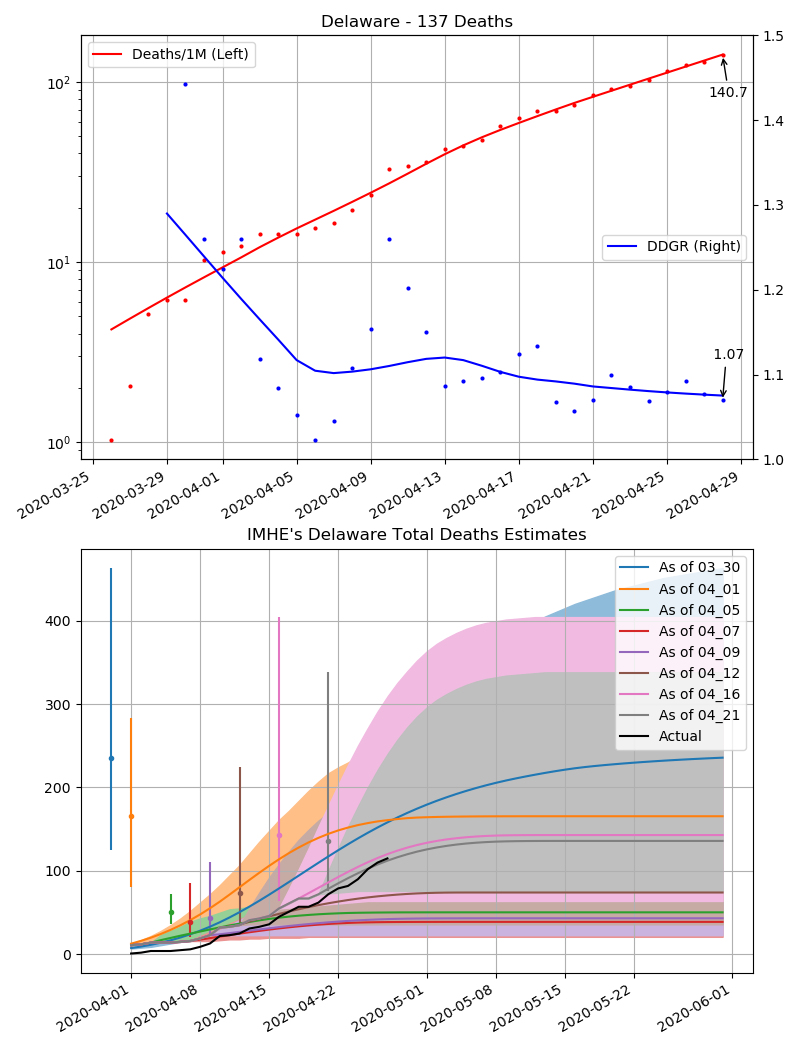 Delaware - 137 Deaths
Deaths/1M (Left)
DDGR (Right)
140.7
1.07
10²
10¹
10⁰
1.5
1.4
1.3
1.2
1.1
1.0
2020-03-25
2020-03-29
2020-04-01
2020-04-05
2020-04-09
2020-04-13
2020-04-17
2020-04-21
2020-04-25
2020-04-29
IMHE's Delaware Total Deaths Estimates
As of 03_30
As of 04_01
As of 04_05
As of 04_07
As of 04_09
As of 04_12
As of 04_16
As of 04_21
Actual
400
300
200
100
0
2020-04-01
2020-04-08
2020-04-15
2020-04-22
2020-05-01
2020-05-08
2020-05-15
2020-05-22
2020-06-01